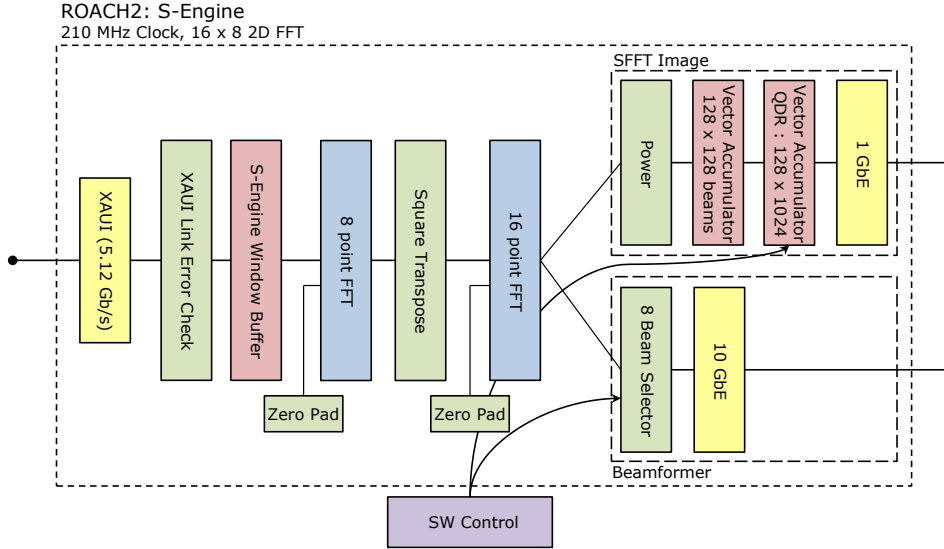 ROACH2: S-Engine
210 MHz Clock, 16 x 8 2D FFT
XAUI (5.12 Gb/s)
XAUI Link Error Check
S-Engine Window Buffer
8 point FFT
Zero Pad
Square Transpose
16 point FFT
Zero Pad
SFFT Image
Power
Vector Accumulator
128 x 128 beams
Vector Accumulator
QDR : 128 x 1024
1 GbE
8 Beam Selector
10 GbE
Beamformer
SW Control